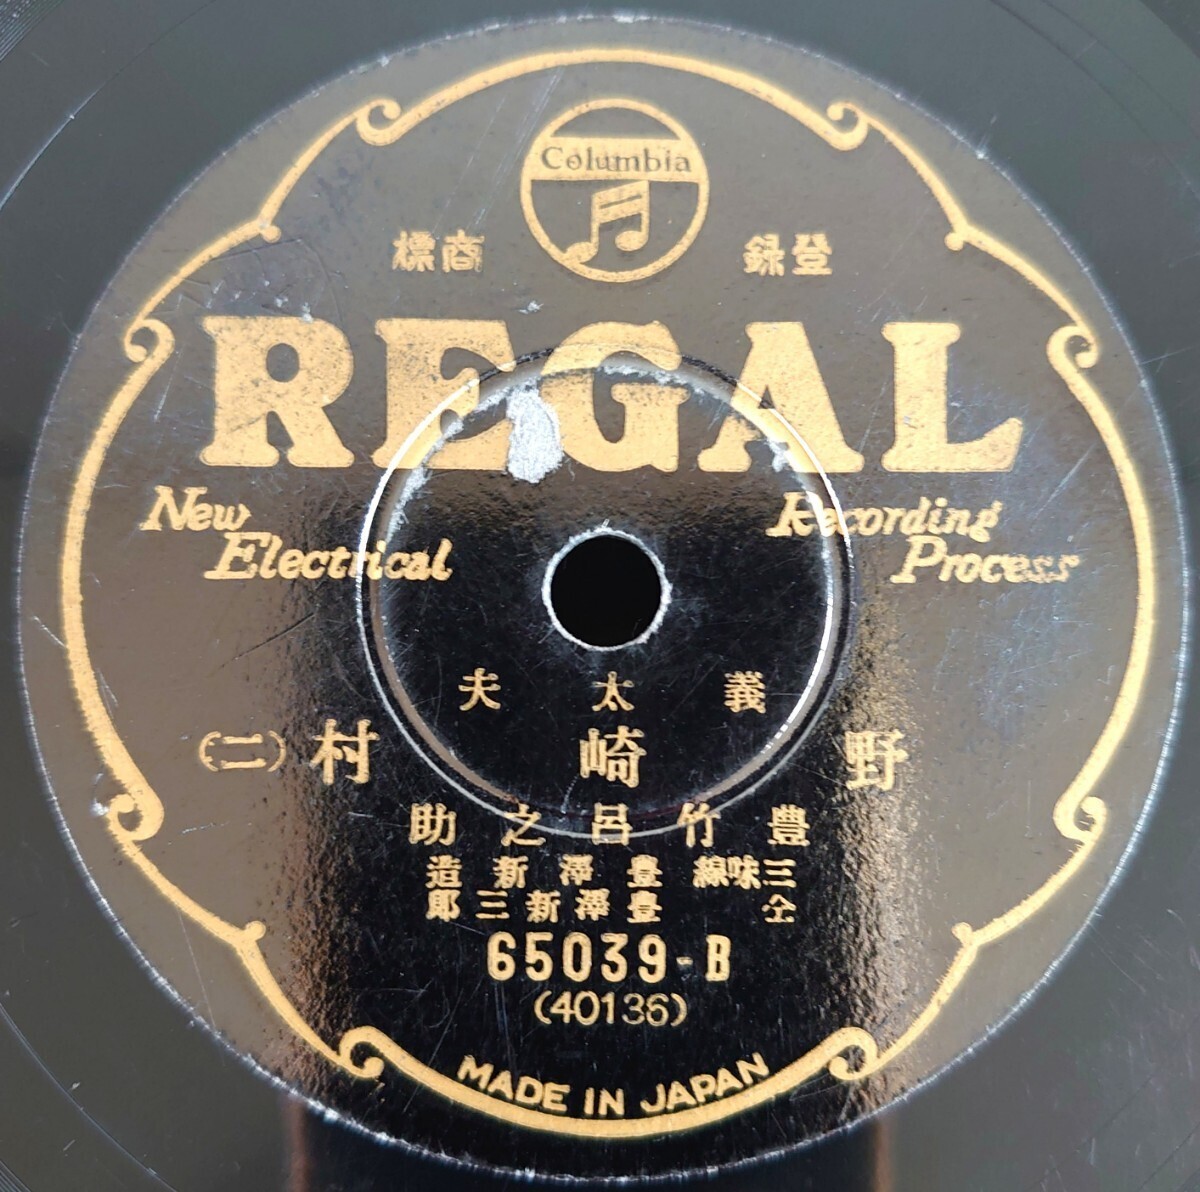 Columbia
登録 商標
REGAL
New Electrical
Recording Process
義太夫
野崎村(二)
豊竹呂之助
三味線 豊澤新造
仝 豊澤新三郎
65039-B
(40136)
MADE IN JAPAN